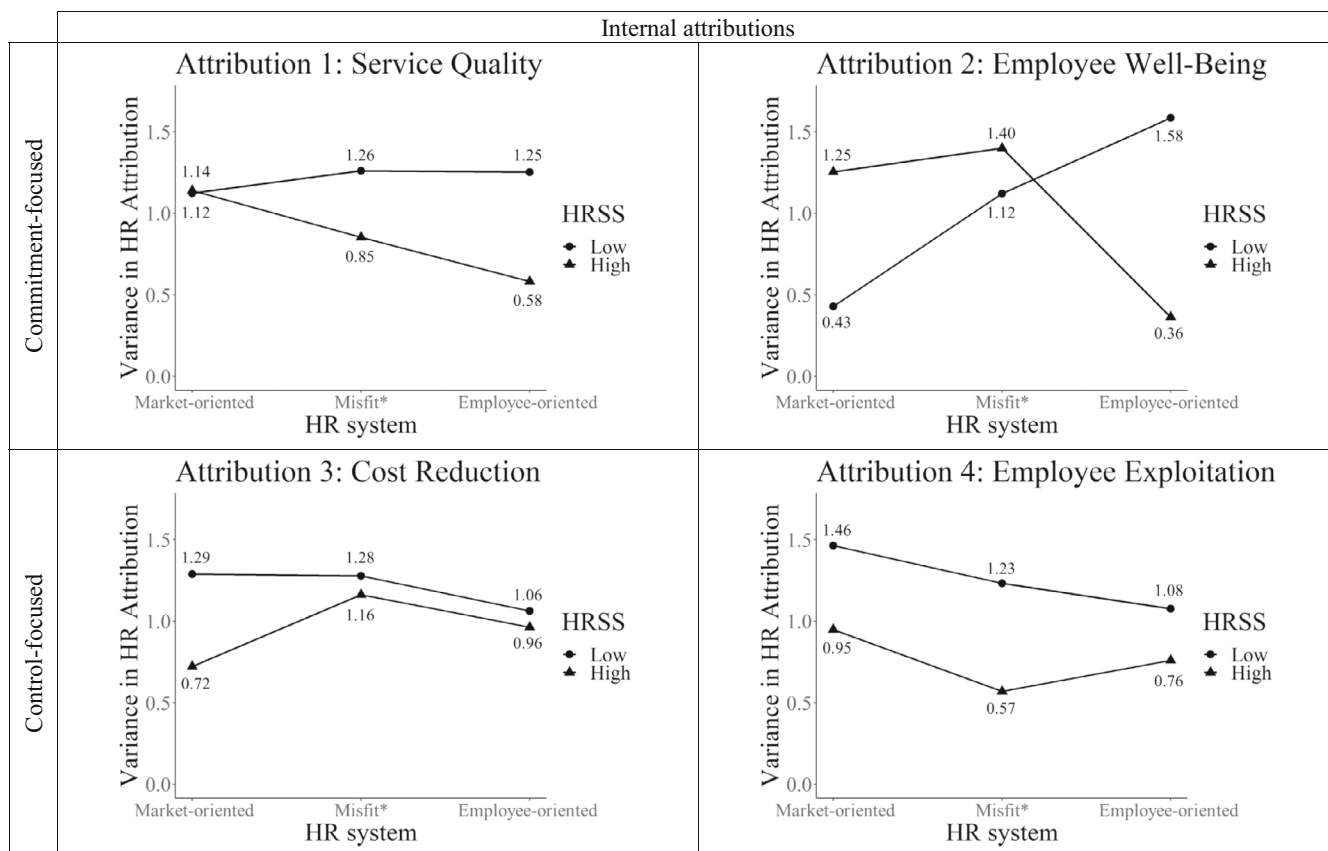 Internal attributions
Commitment-focused
Attribution 1: Service Quality
Variance in HR Attribution
1.5
1.0
0.5
0.0
1.14
1.12
1.26
1.25
0.85
0.58
HRSS
Low
High
Market-oriented Misfit* Employee-oriented
HR system
Attribution 2: Employee Well-Being
Variance in HR Attribution
1.5
1.0
0.5
0.0
1.25
1.40
1.58
1.12
0.43
0.36
HRSS
Low
High
Market-oriented Misfit* Employee-oriented
HR system
Control-focused
Attribution 3: Cost Reduction
Variance in HR Attribution
1.5
1.0
0.5
0.0
1.29
1.28
1.06
1.16
0.96
0.72
HRSS
Low
High
Market-oriented Misfit* Employee-oriented
HR system
Attribution 4: Employee Exploitation
Variance in HR Attribution
1.5
1.0
0.5
0.0
1.46
1.23
1.08
0.95
0.57
0.76
HRSS
Low
High
Market-oriented Misfit* Employee-oriented
HR system